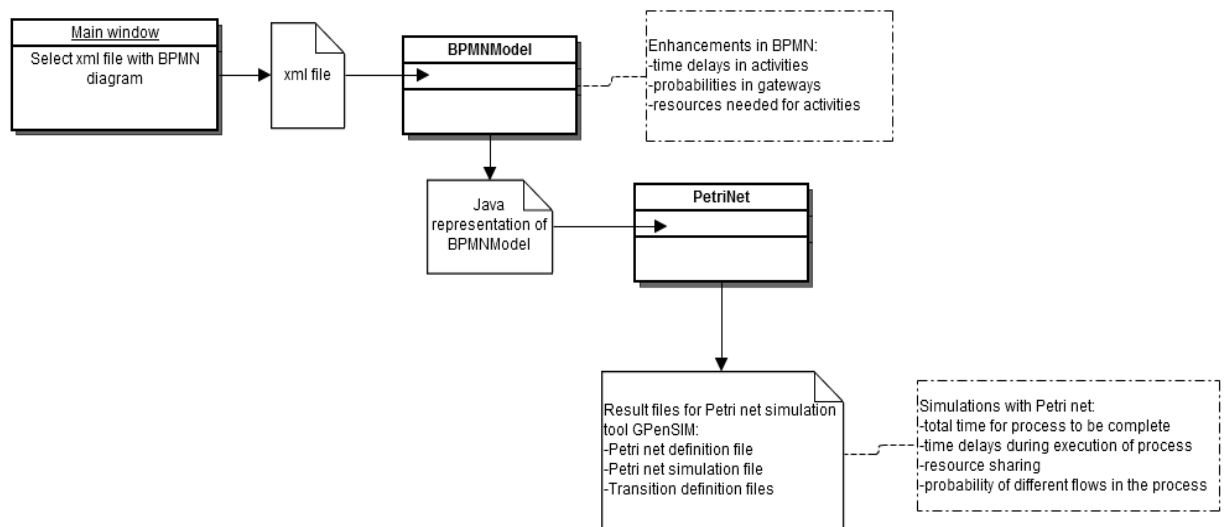 Main window
Select xml file with BPMN
diagram
xml file
BPMNModel
Enhancements in BPMN:
-time delays in activities
-probabilities in gateways
-resources needed for activities
Java
representation of
BPMNModel
PetriNet
Result files for Petri net simulation
tool GPenSIM:
-Petri net definition file
-Petri net simulation file
-Transition definition files
Simulations with Petri net:
-total time for process to be complete
-time delays during execution of process
-resource sharing
-probability of different flows in the process